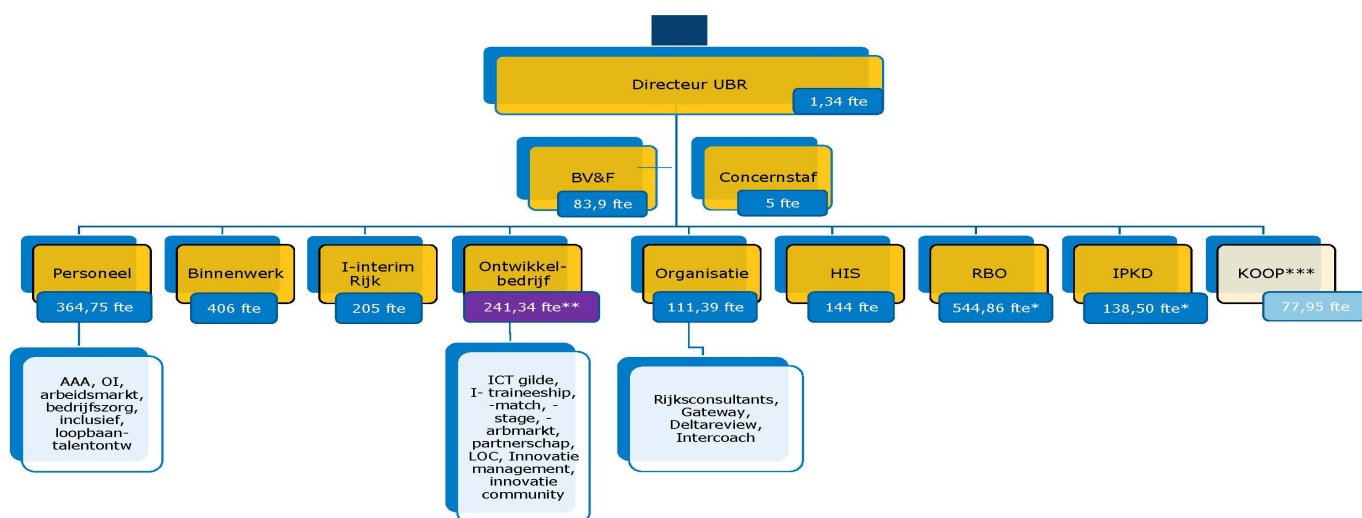 Directeur UBR
1,34 fte
BV&F
83,9 fte
Concernstaf
5 fte
Personeel
364,75 fte
Binnenwerk
406 fte
I-interim
Rijk
205 fte
Ontwikkel-
bedrijf
241,34 fte**
Organisatie
111,39 fte
HIS
144 fte
RBO
544,86 fte*
IPKD
138,50 fte*
KOOP***
77,95 fte
AAA, OI,
arbeidsmarkt,
bedrijfszorg,
inclusief,
loopbaan-
talentontw
ICT gilde,
I- traineeship,
-match, -
stage, -
arbmarkt,
partnerschap,
LOC, Innovatie
management,
innovatie
community
Rijksconsultants,
Gateway,
Deltareview,
Intercoach